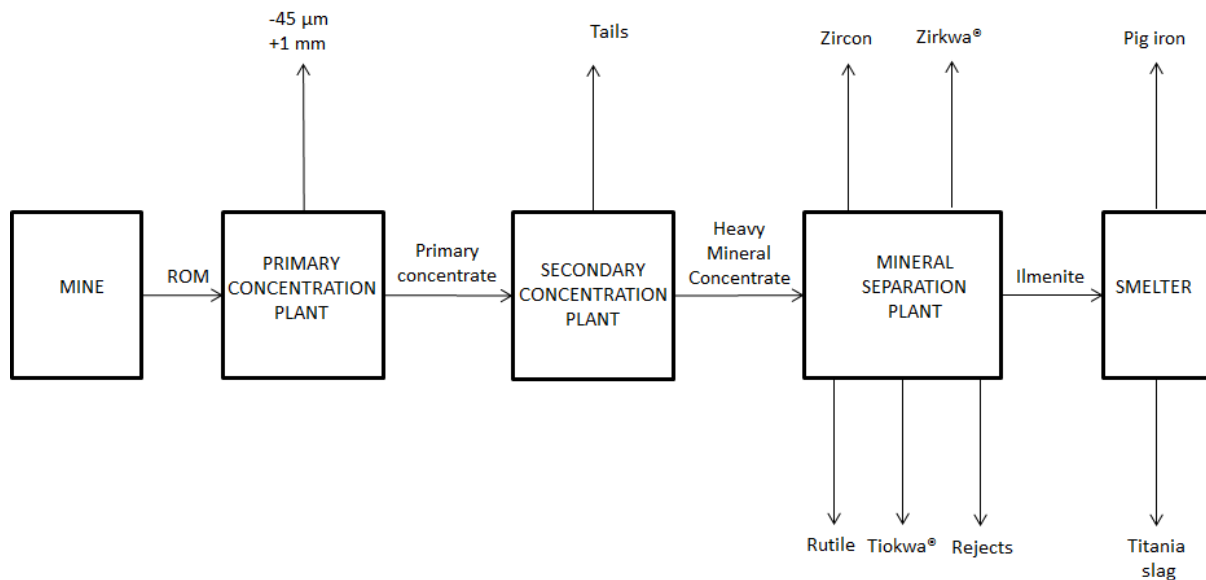 -45 µm
+1 mm
Tails
Zircon
Zirkwa®
Pig iron
MINE
ROM
PRIMARY
CONCENTRATION
PLANT
Primary
concentrate
SECONDARY
CONCENTRATION
PLANT
Heavy
Mineral
Concentrate
MINERAL
SEPARATION
PLANT
Ilmenite
SMELTER
Rutile
Tiokwa®
Rejects
Titania
slag